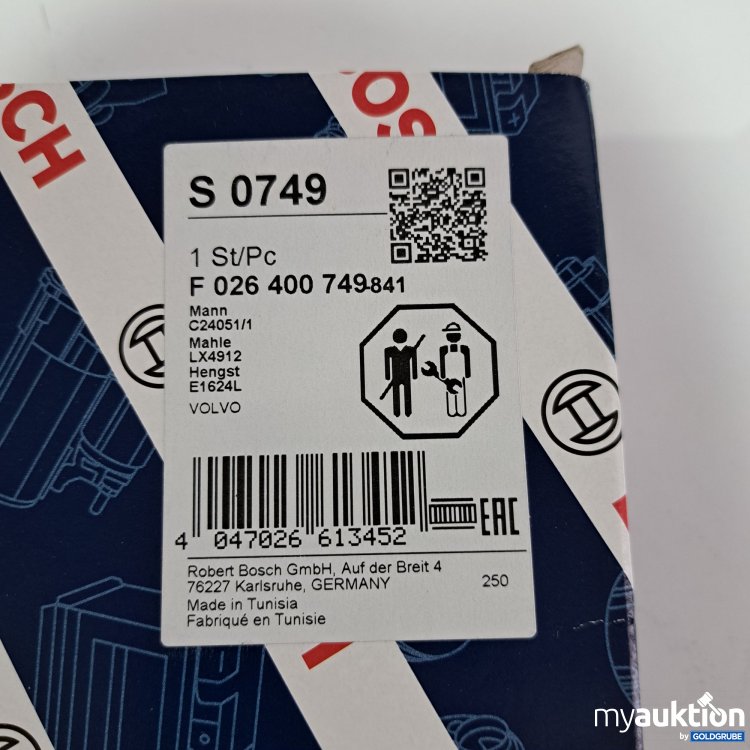 BOSCH
BOS
S 0749
1 St/Pc
F 026 400 749-841
Mann
C24051/1
Mahle
LX4912
Hengst
E1624L
VOLVO
4 047026 613452
EAC
Robert Bosch GmbH, Auf der Breit 4
76227 Karlsruhe, GERMANY
250
Made in Tunisia
Fabriqué en Tunisie
myauktion
by GOLDGRUBE